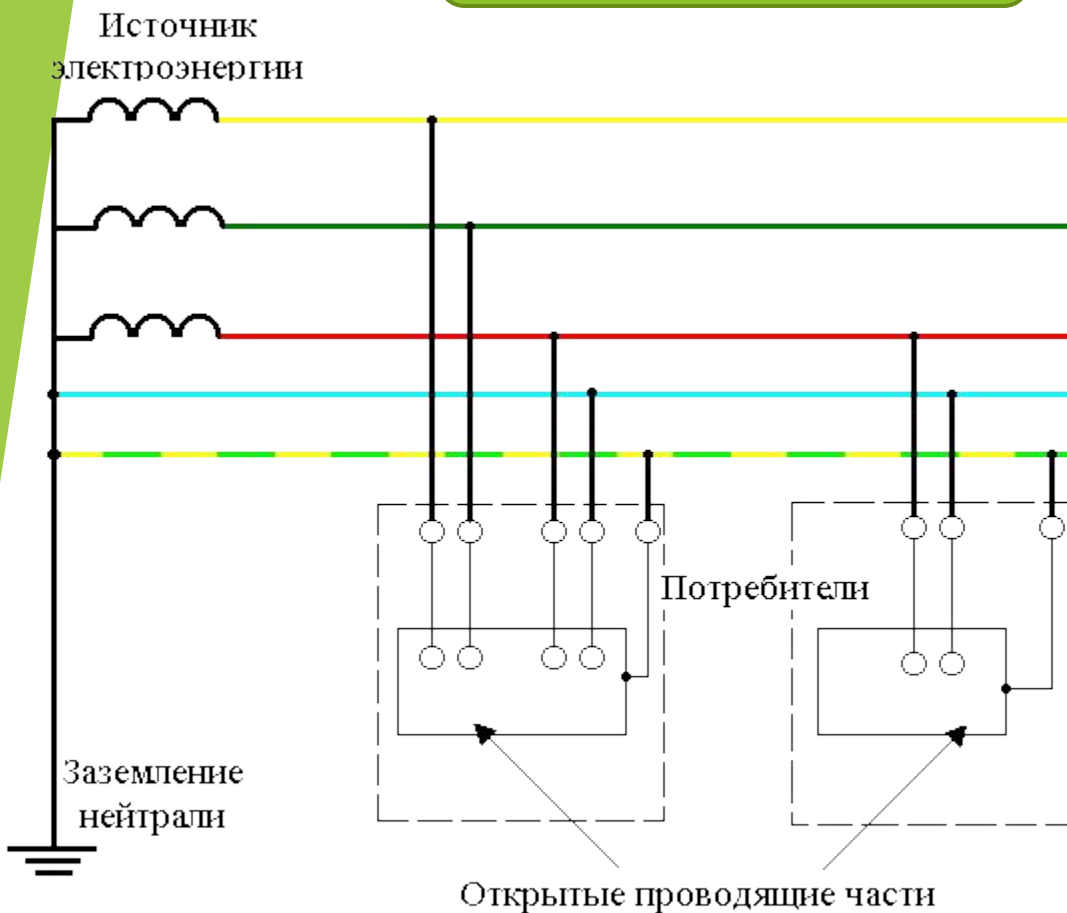 Источник
электроэнергии
Потребители
Заземление
нейтрали
Открытые проводящие части